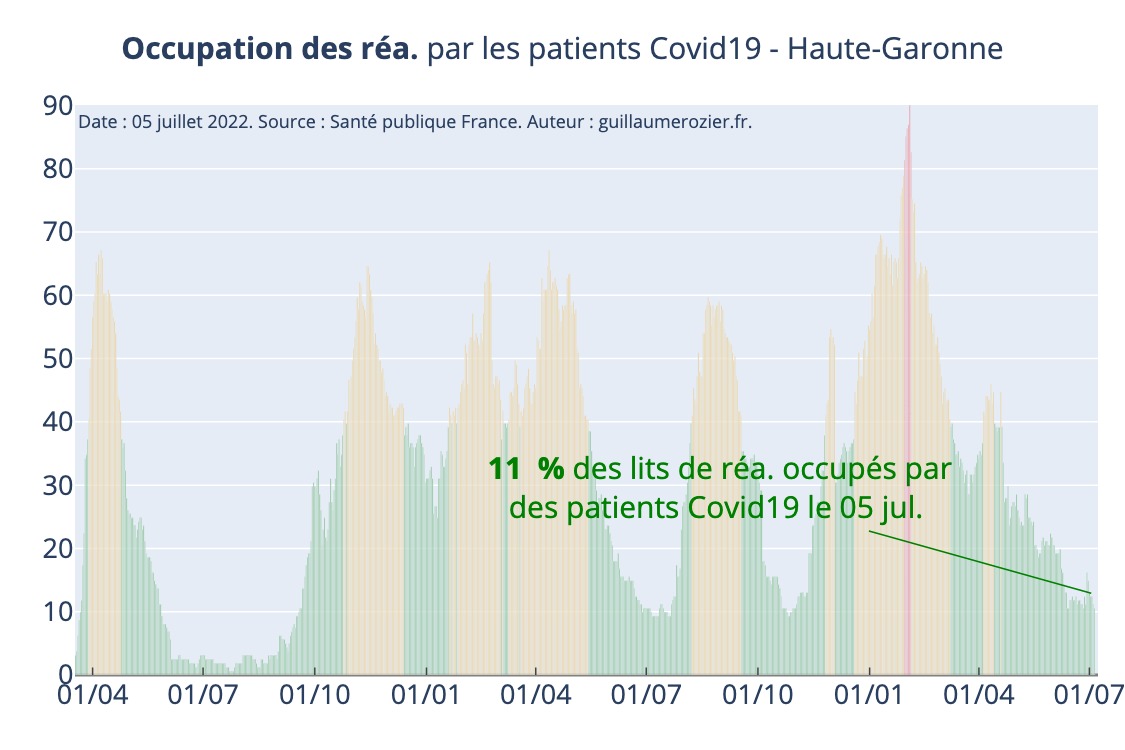 Occupation des réa. par les patients Covid19 - Haute-Garonne
90
Date : 05 juillet 2022. Source : Santé publique France. Auteur : guillaumerozier.fr.
80
70
60
50
40
30
11 % des lits de réa. occupés par
des patients Covid19 le 05 jul.
20
10
0
01/04 01/07 01/10 01/01 01/04 01/07 01/10 01/01 01/04 01/07